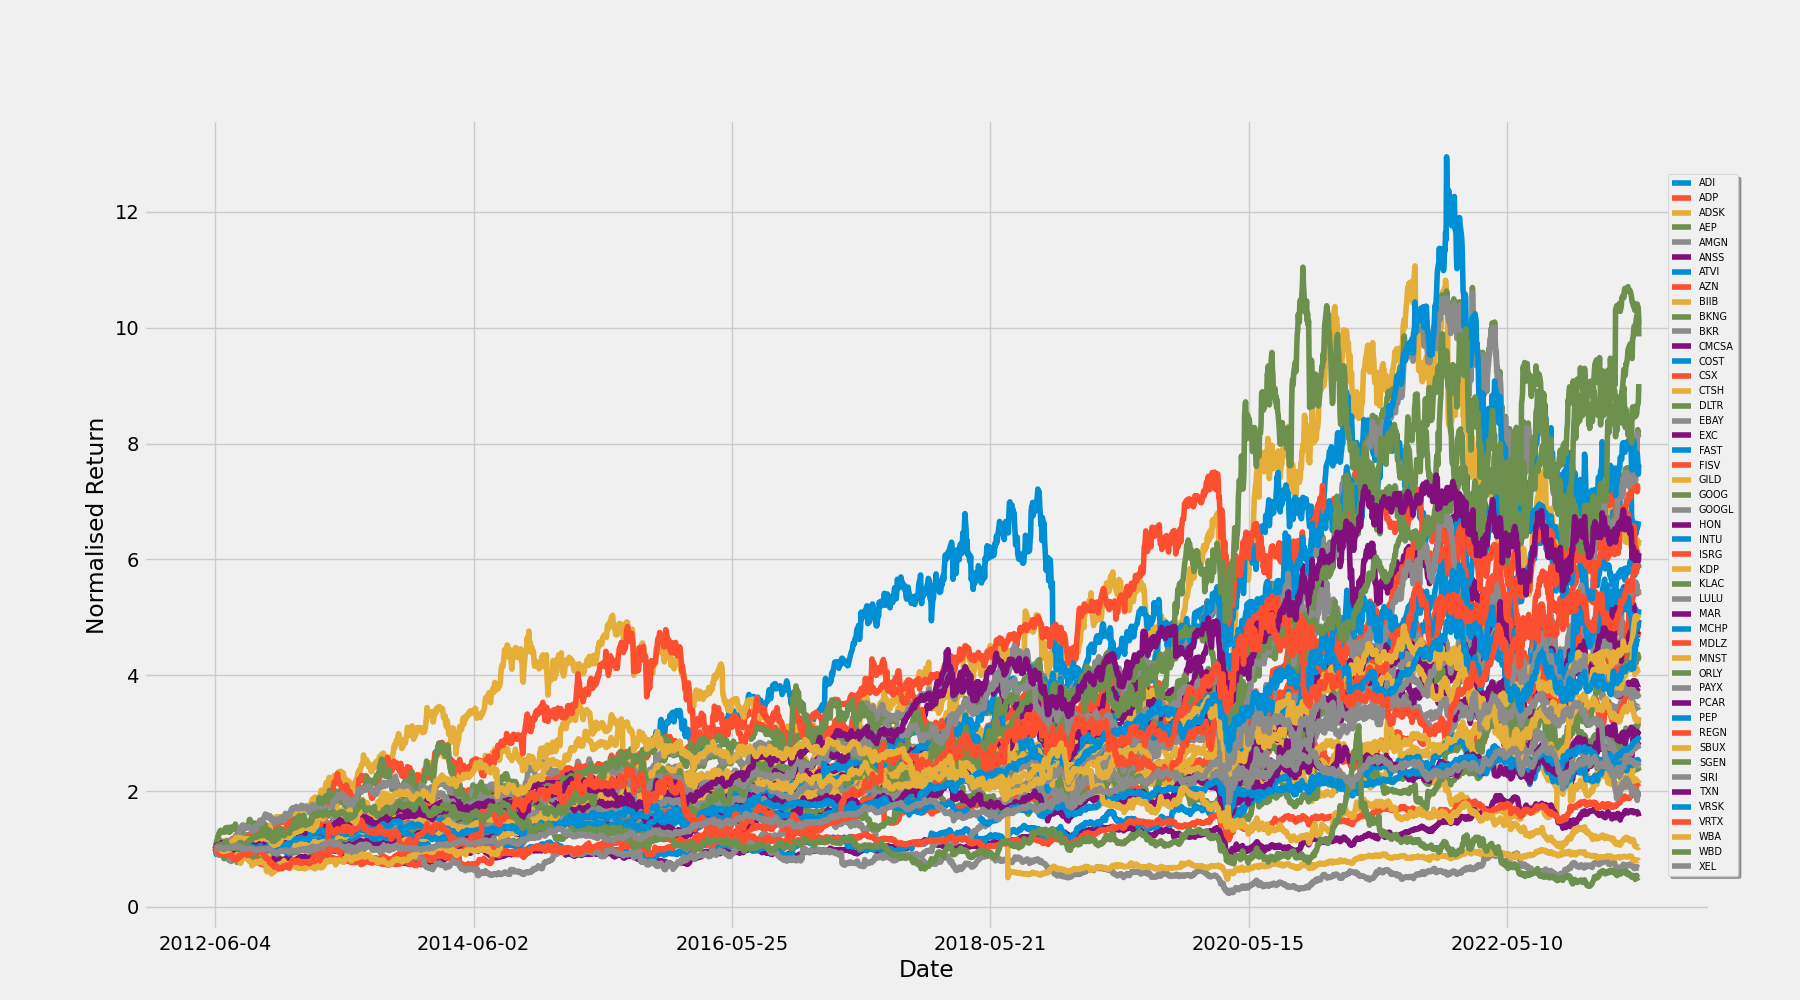 12
10
8
6
4
2
0
Normalised Return
2012-06-04
2014-06-02
2016-05-25
2018-05-21
2020-05-15
2022-05-10
Date
ADI
ADP
ADSK
AEP
AMGN
ANSS
ATVI
AZN
BIIB
BKNG
BKR
CMCSA
COST
CSX
CTSH
DLTR
EBAY
EXC
FAST
FISV
GILD
GOOG
GOOGL
HON
INTU
ISRG
KDP
KLAC
LULU
MAR
MCHP
MDLZ
MNST
ORLY
PAYX
PCAR
PEP
REGN
SBUX
SGEN
SIRI
TXN
VRSK
VRTX
WBA
WBD
XEL